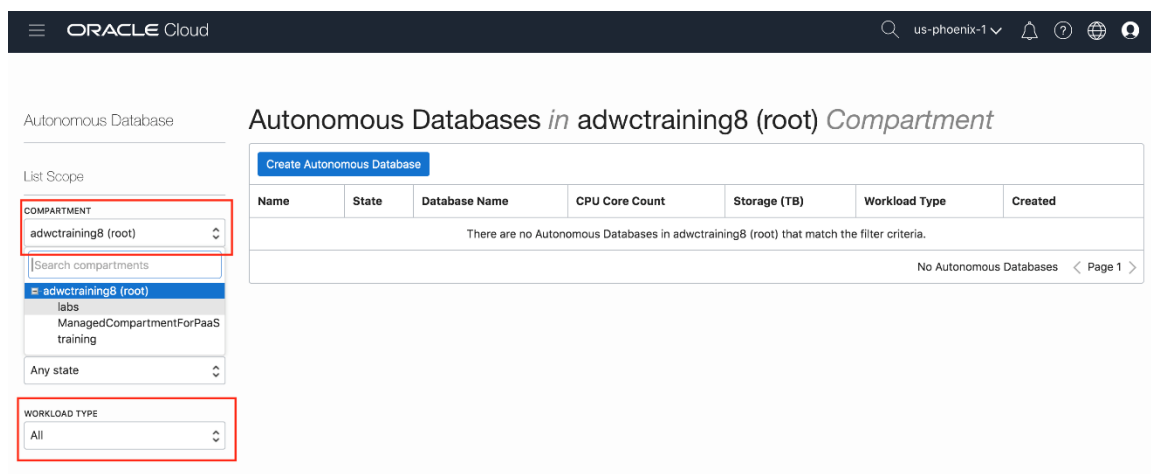 ORACLE Cloud
us-phoenix-1
Autonomous Database
List Scope
COMPARTMENT
adwctraining8 (root)
Search compartments
adwctraining8 (root)
labs
ManagedCompartmentForPaaS
training
Any state
WORKLOAD TYPE
All
Autonomous Databases in adwctraining8 (root) Compartment
Create Autonomous Database
Name State Database Name CPU Core Count Storage (TB) Workload Type Created
There are no Autonomous Databases in adwctraining8 (root) that match the filter criteria.
No Autonomous Databases < Page 1 >